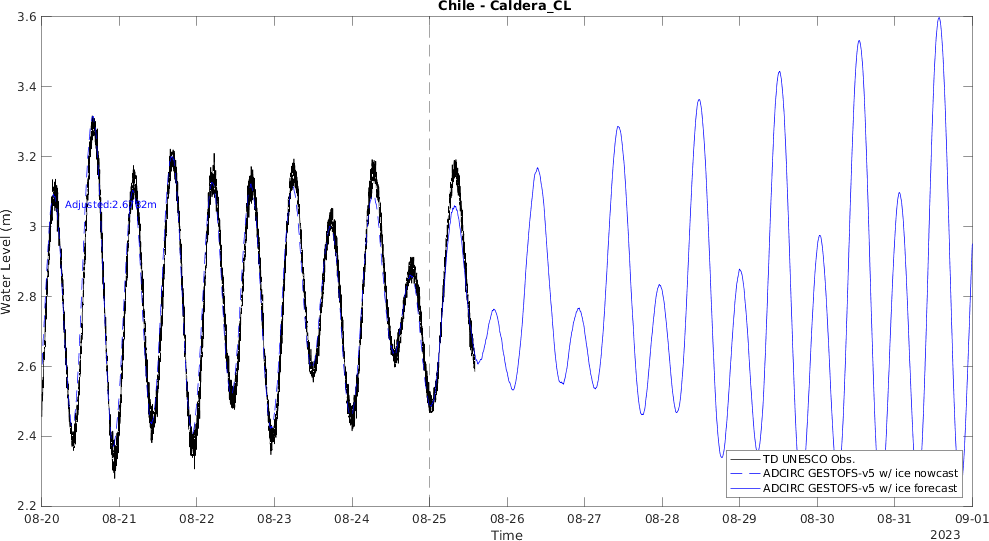 Chile - Caldera_CL
3.6
3.4
3.2
3
2.8
2.6
2.4
2.2
Water Level (m)
TD UNESCO Obs.
ADCIRC GESTOFS-v5 w/ ice nowcast
ADCIRC GESTOFS-v5 w/ ice forecast
08-20 08-21 08-22 08-23 08-24 08-25 08-26 08-27 08-28 08-29 08-30 08-31 09-01
Time
2023